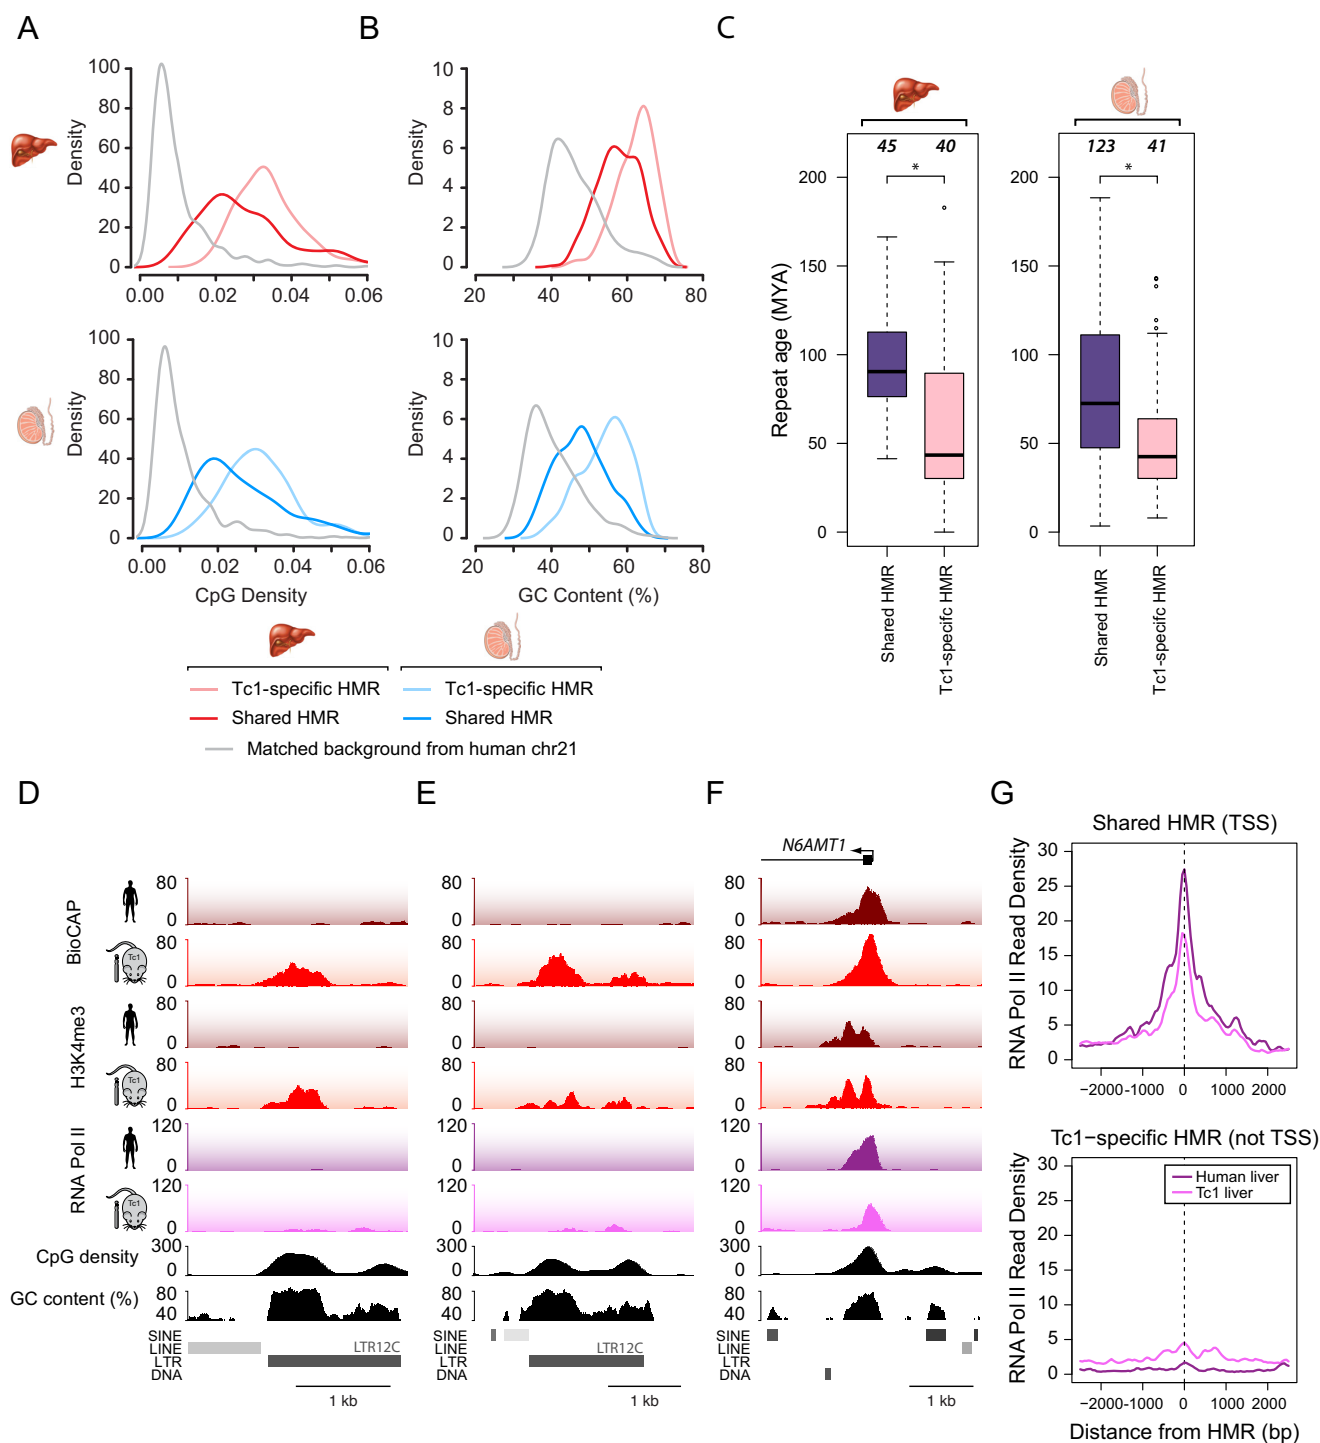 A
B
C
Density
100
80
60
40
20
0
0.00
0.02
0.04
0.06
Density
10
8
6
4
2
0
20
40
60
80
Density
100
80
60
40
20
0
0.00
0.02
0.04
0.06
CpG Density
Density
10
8
6
4
2
0
20
40
60
80
GC Content (%)
Tc1-specific HMR
Shared HMR
Tc1-specific HMR
Shared HMR
Matched background from human chr21
Repeat age (MYA)
200
150
100
50
0
45
40
*
Shared HMR
Tc1-specific HMR
200
150
100
50
0
123
41
*
Shared HMR
Tc1-specific HMR
D
E
F
G
N6AMT1
BioCAP
80
0
80
0
80
0
Tc1
80
0
80
0
80
0
H3K4me3
80
0
80
0
80
0
Tc1
80
0
80
0
80
0
RNA Pol II
120
0
120
0
120
0
Tc1
120
0
120
0
120
0
CpG density
300
0
300
0
300
0
GC content (%)
80
40
80
40
80
40
SINE
LINE
LTR
DNA
LTR12C
1 kb
SINE
LINE
LTR
DNA
LTR12C
1 kb
SINE
LINE
LTR
DNA
1 kb
Shared HMR (TSS)
RNA Pol II Read Density
30
25
20
15
10
5
0
−2000
-1000
0
1000
2000
Tc1−specific HMR (not TSS)
RNA Pol II Read Density
30
25
20
15
10
5
0
Human liver
Tc1 liver
−2000
-1000
0
1000
2000
Distance from HMR (bp)